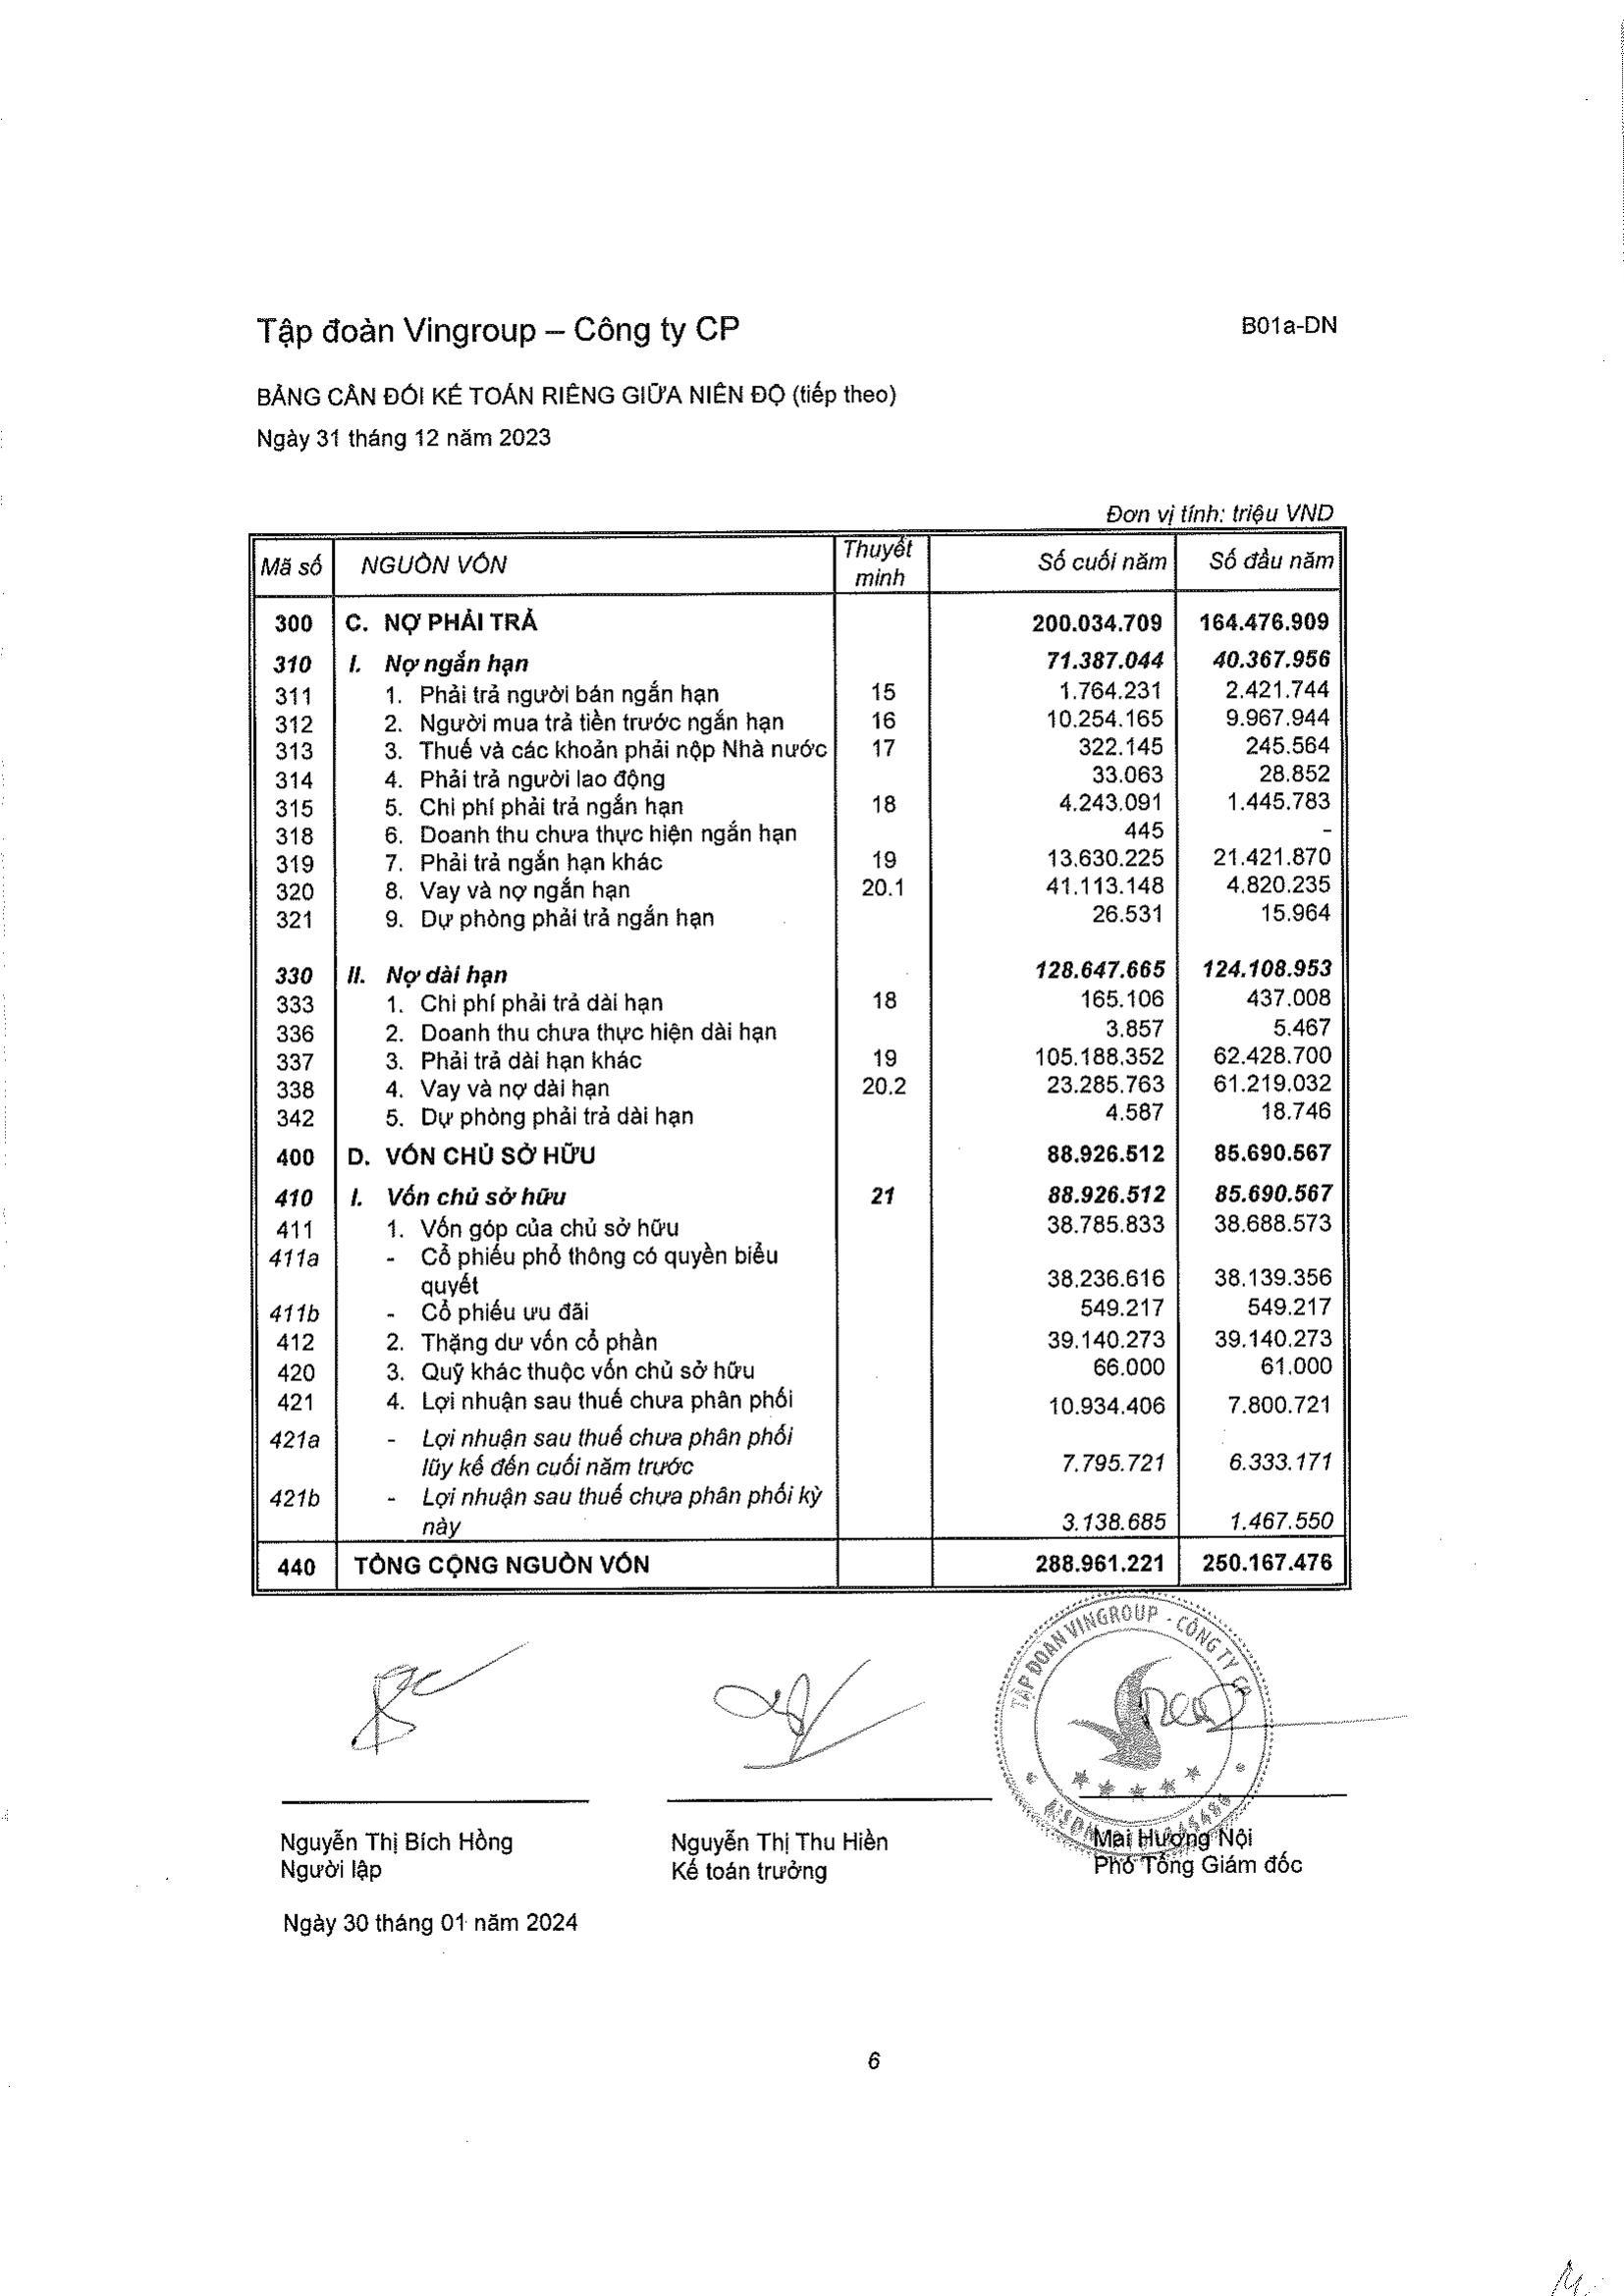 Tập đoàn Vingroup – Công ty CP B01a-DN
BẢNG CÂN ĐỐI KẾ TOÁN RIÊNG GIỮA NIÊN ĐỘ (tiếp theo)
Ngày 31 tháng 12 năm 2023
Đơn vị tính: triệu VND
Mã số NGUỒN VỐN Thuyết minh Số cuối năm Số đầu năm
300 C. NỢ PHẢI TRẢ 200.034.709 164.476.909
310 I. Nợ ngắn hạn 71.387.044 40.367.956
311 1. Phải trả người bán ngắn hạn 15 1.764.231 2.421.744
312 2. Người mua trả tiền trước ngắn hạn 16 10.254.165 9.967.944
313 3. Thuế và các khoản phải nộp Nhà nước 17 322.145 245.564
314 4. Phải trả người lao động 33.063 28.852
315 5. Chi phí phải trả ngắn hạn 18 4.243.091 1.445.783
318 6. Doanh thu chưa thực hiện ngắn hạn 445 -
319 7. Phải trả ngắn hạn khác 19 13.630.225 21.421.870
320 8. Vay và nợ ngắn hạn 20.1 41.113.148 4.820.235
321 9. Dự phòng phải trả ngắn hạn 26.531 15.964
330 II. Nợ dài hạn 128.647.665 124.108.953
333 1. Chi phí phải trả dài hạn 18 165.106 437.008
336 2. Doanh thu chưa thực hiện dài hạn 3.857 5.467
337 3. Phải trả dài hạn khác 19 105.188.352 62.428.700
338 4. Vay và nợ dài hạn 20.2 23.285.763 61.219.032
342 5. Dự phòng phải trả dài hạn 4.587 18.746
400 D. VỐN CHỦ SỞ HỮU 88.926.512 85.690.567
410 I. Vốn chủ sở hữu 21 88.926.512 85.690.567
411 1. Vốn góp của chủ sở hữu 38.785.833 38.688.573
411a - Cổ phiếu phổ thông có quyền biểu
quyết 38.236.616 38.139.356
411b - Cổ phiếu ưu đãi 549.217 549.217
412 2. Thặng dư vốn cổ phần 39.140.273 39.140.273
420 3. Quỹ khác thuộc vốn chủ sở hữu 66.000 61.000
421 4. Lợi nhuận sau thuế chưa phân phối 10.934.406 7.800.721
421a - Lợi nhuận sau thuế chưa phân phối
lũy kế đến cuối năm trước 7.795.721 6.333.171
421b - Lợi nhuận sau thuế chưa phân phối kỳ
này 3.138.685 1.467.550
440 TỔNG CỘNG NGUỒN VỐN 288.961.221 250.167.476
TẬP ĐOÀN VINGROUP - CÔNG TY CP
Nguyễn Thị Bích Hồng Nguyễn Thị Thu Hiền Mai Hương Nội
Người lập Kế toán trưởng Phó Tổng Giám đốc
Ngày 30 tháng 01 năm 2024
6